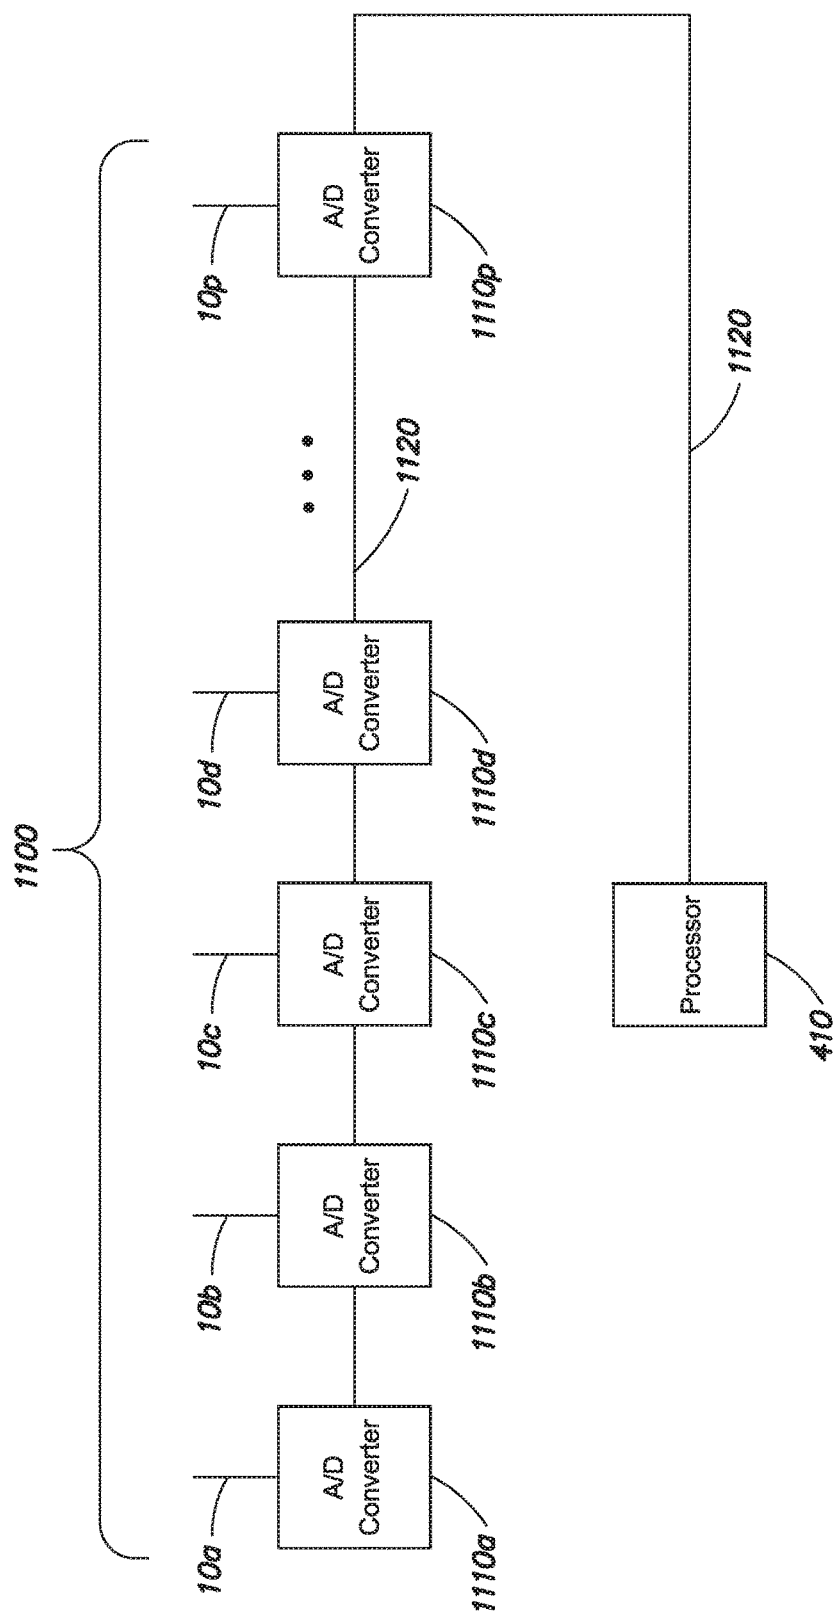 1100
10a
10b
10c
10d
10p
A/D
Converter
A/D
Converter
A/D
Converter
A/D
Converter
A/D
Converter
1120
1110a
1110b
1110c
1110d
1110p
Processor
1120
410